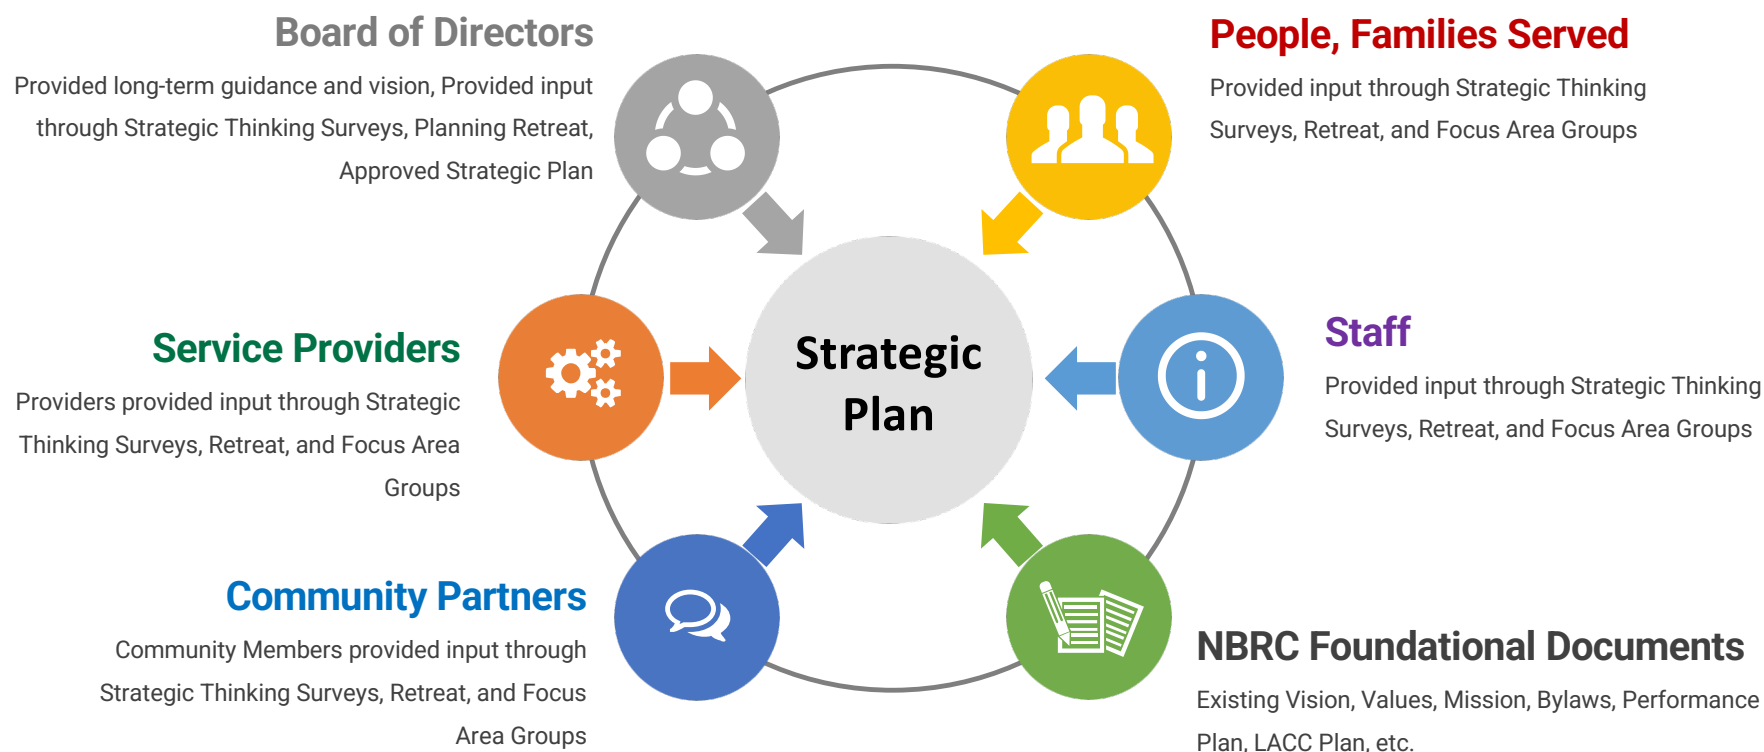 Board of Directors
Provided long-term guidance and vision, Provided input
through Strategic Thinking Surveys, Planning Retreat,
Approved Strategic Plan
People, Families Served
Provided input through Strategic Thinking
Surveys, Retreat, and Focus Area Groups
Service Providers
Providers provided input through Strategic
Thinking Surveys, Retreat, and Focus Area
Groups
Strategic
Plan
Staff
Provided input through Strategic Thinking
Surveys, Retreat, and Focus Area Groups
Community Partners
Community Members provided input through
Strategic Thinking Surveys, Retreat, and Focus
Area Groups
NBRC Foundational Documents
Existing Vision, Values, Mission, Bylaws, Performance
Plan, LACC Plan, etc.